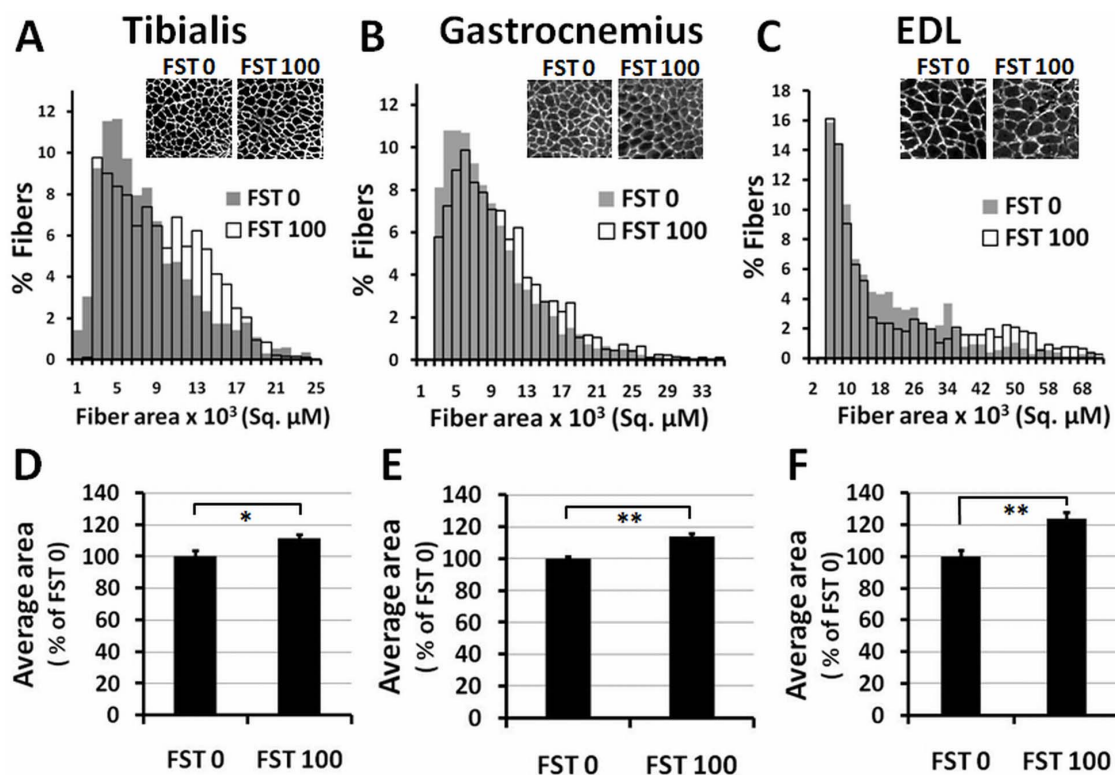 A Tibialis
B Gastrocnemius
C EDL
FST 0 FST 100
FST 0 FST 100
FST 0 FST 100
% Fibers
12
10
8
6
4
2
0
FST 0
FST 100
1 5 9 13 17 21 25
Fiber area x 10³ (Sq. µM)
% Fibers
12
10
8
6
4
2
0
FST 0
FST 100
1 5 9 13 17 21 25 29 33
Fiber area x 10³ (Sq. µM)
% Fibers
18
16
14
12
10
8
6
4
2
0
FST 0
FST 100
2 10 18 26 34 42 50 58 68
Fiber area x 10³ (Sq. µM)
D
Average area
( % of FST 0)
140
120
100
80
60
40
20
0
*
FST 0 FST 100
E
Average area
( % of FST 0)
140
120
100
80
60
40
20
0
**
FST 0 FST 100
F
Average area
( % of FST 0)
140
120
100
80
60
40
20
0
**
FST 0 FST 100